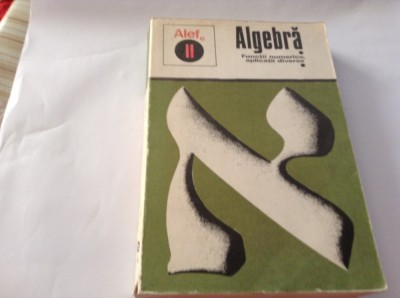 Alef
II
Algebră
Funcții numerice,
aplicații diverse
א